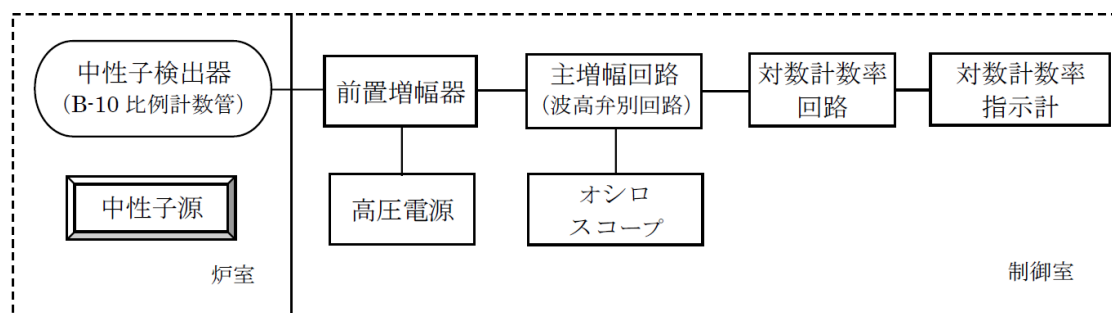 中性子検出器
（B-10 比例計数管）
前置増幅器
主増幅回路
（波高弁別回路）
対数計数率
回路
対数計数率
指示計
中性子源
高圧電源
オシロ
スコープ
炉室
制御室